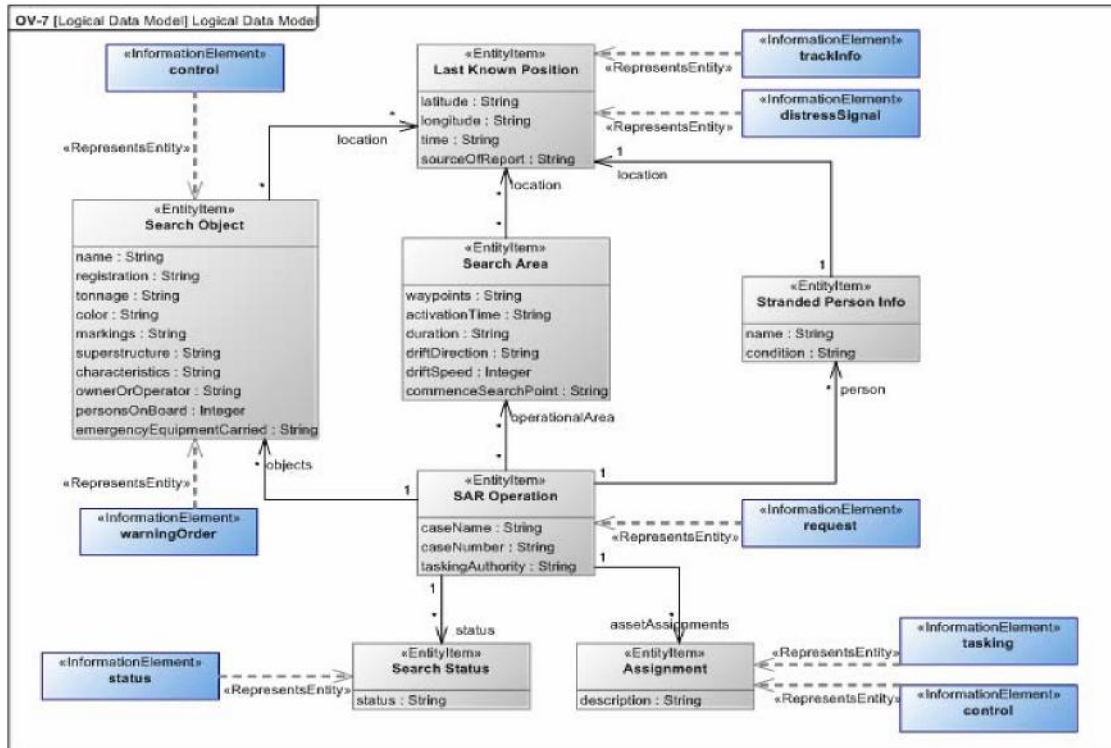 OV-7 [Logical Data Model] Logical Data Model
«InformationElement»
control
«RepresentsEntity»
«EntityItem»
Last Known Position
latitude : String
longitude : String
time : String
sourceOfReport : String
«InformationElement»
trackInfo
«RepresentsEntity»
«InformationElement»
distressSignal
«RepresentsEntity»
*
location
*
*
location
*
1
location
1
«EntityItem»
Search Object
name : String
registration : String
tonnage : String
color : String
markings : String
superstructure : String
characteristics : String
ownerOrOperator : String
personsOnBoard : Integer
emergencyEquipmentCarried : String
«EntityItem»
Search Area
waypoints : String
activationTime : String
duration : String
driftDirection : String
driftSpeed : Integer
commenceSearchPoint : String
«EntityItem»
Stranded Person Info
name : String
condition : String
* person
* operationalArea
*
* objects
1
1
«RepresentsEntity»
«InformationElement»
warningOrder
«EntityItem»
SAR Operation
caseName : String
caseNumber : String
taskingAuthority : String
«InformationElement»
request
«RepresentsEntity»
1
*
status
1
*
assetAssignments
«InformationElement»
status
«RepresentsEntity»
«EntityItem»
Search Status
status : String
«EntityItem»
Assignment
description : String
«InformationElement»
tasking
«RepresentsEntity»
«InformationElement»
control
«RepresentsEntity»